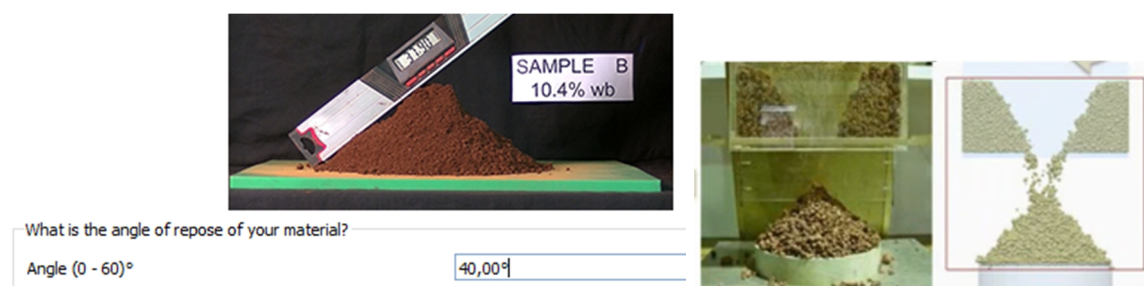 SAMPLE B
10.4% wb
What is the angle of repose of your material?
Angle (0 - 60)°
40,00°